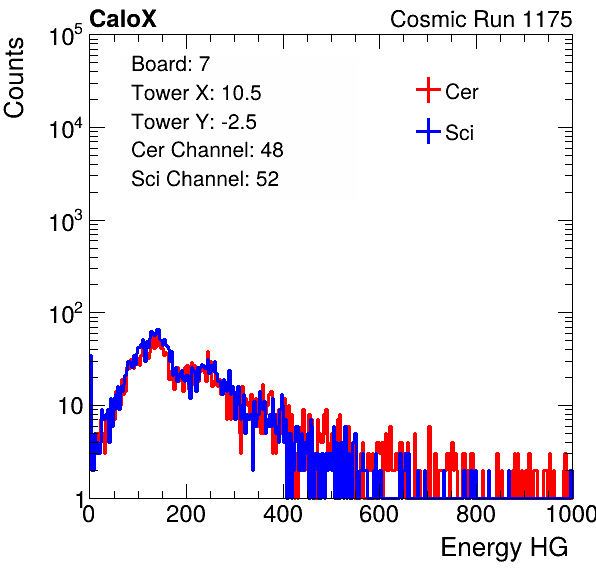 CaloX Cosmic Run 1175
Counts
10^5
10^4
10^3
10^2
10
1
Board: 7
Tower X: 10.5
Tower Y: -2.5
Cer Channel: 48
Sci Channel: 52
Cer
Sci
0 200 400 600 800 1000
Energy HG